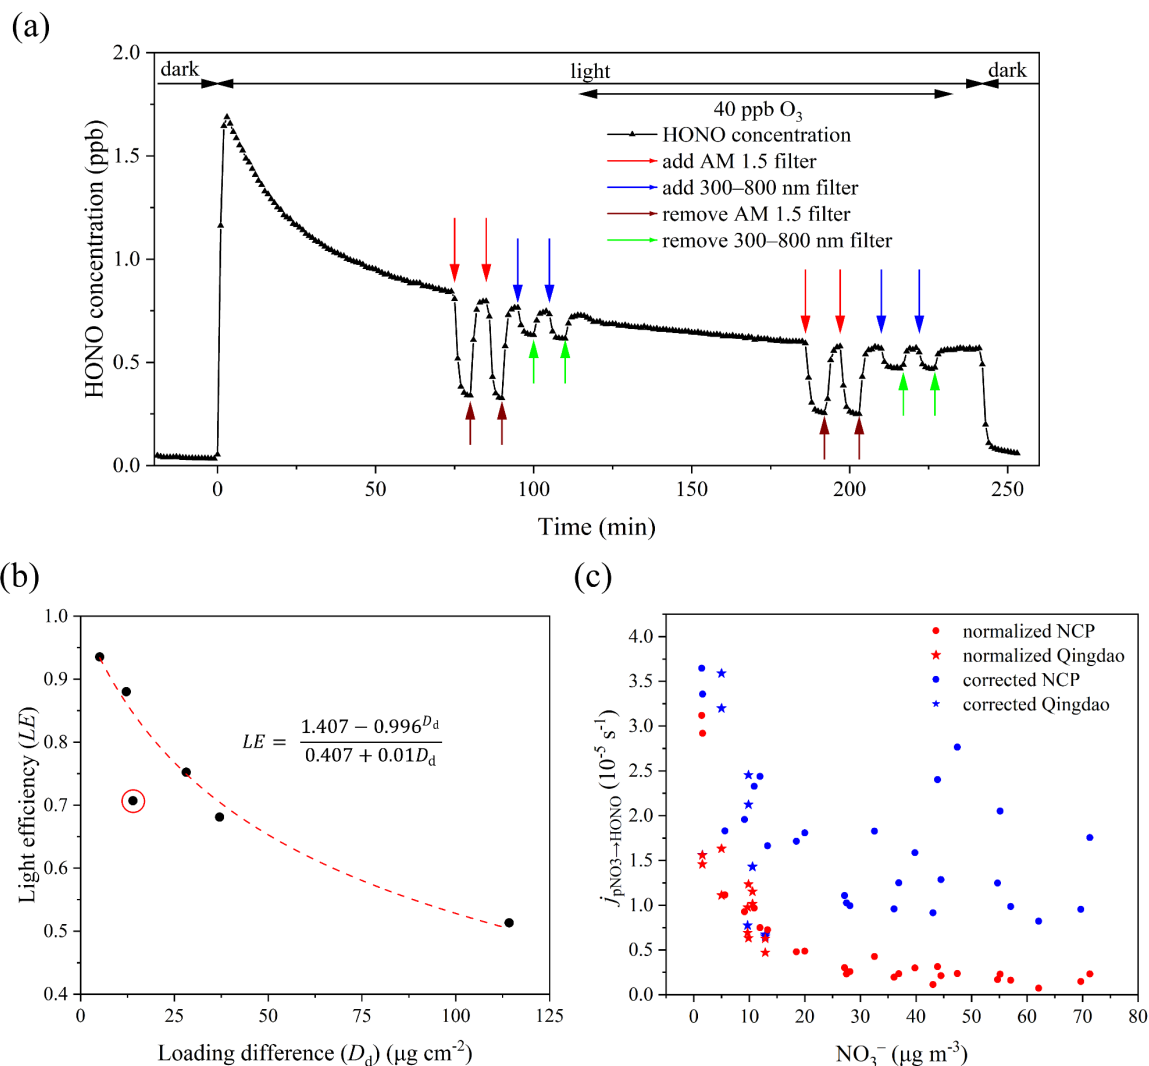 (a)
2.0
dark
light
dark
40 ppb O3
HONO concentration
add AM 1.5 filter
add 300–800 nm filter
remove AM 1.5 filter
remove 300–800 nm filter
1.5
1.0
0.5
0.0
HONO concentration (ppb)
0
50
100
150
200
250
Time (min)
(b)
1.0
0.9
0.8
0.7
0.6
0.5
0.4
Light efficiency (LE)
LE = (1.407 − 0.996^Dd) / (0.407 + 0.01Dd)
0
25
50
75
100
125
Loading difference (Dd) (μg cm-2)
(c)
4.0
3.5
3.0
2.5
2.0
1.5
1.0
0.5
0.0
jpNO3→HONO (10-5 s-1)
normalized NCP
normalized Qingdao
corrected NCP
corrected Qingdao
0
10
20
30
40
50
60
70
80
NO3− (μg m-3)